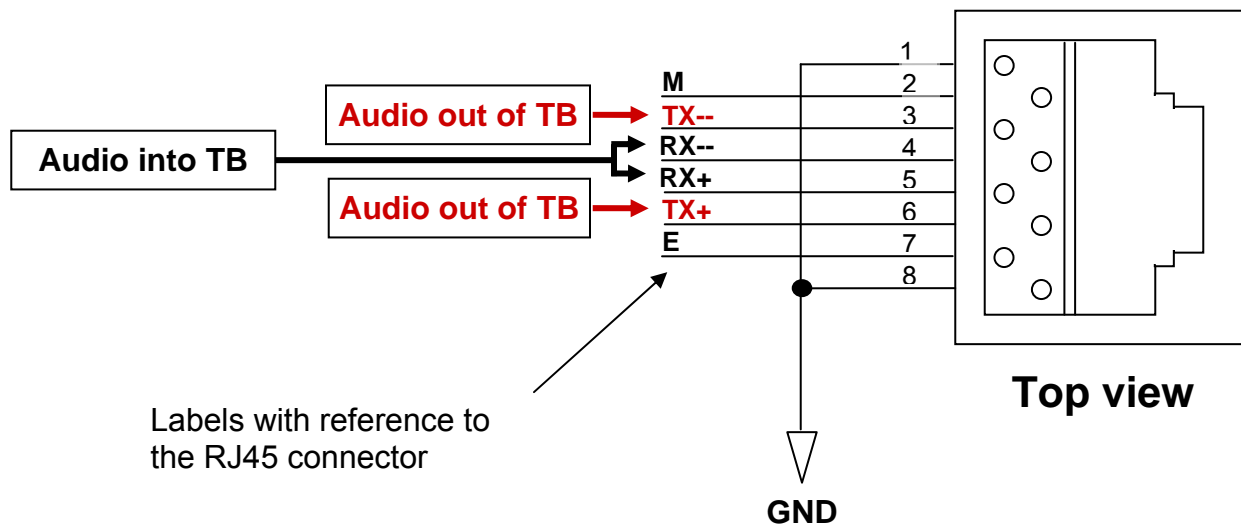 1
M
2
Audio out of TB
TX--
3
Audio into TB
RX--
4
RX+
5
Audio out of TB
TX+
6
E
7
8
Top view
Labels with reference to
the RJ45 connector
GND